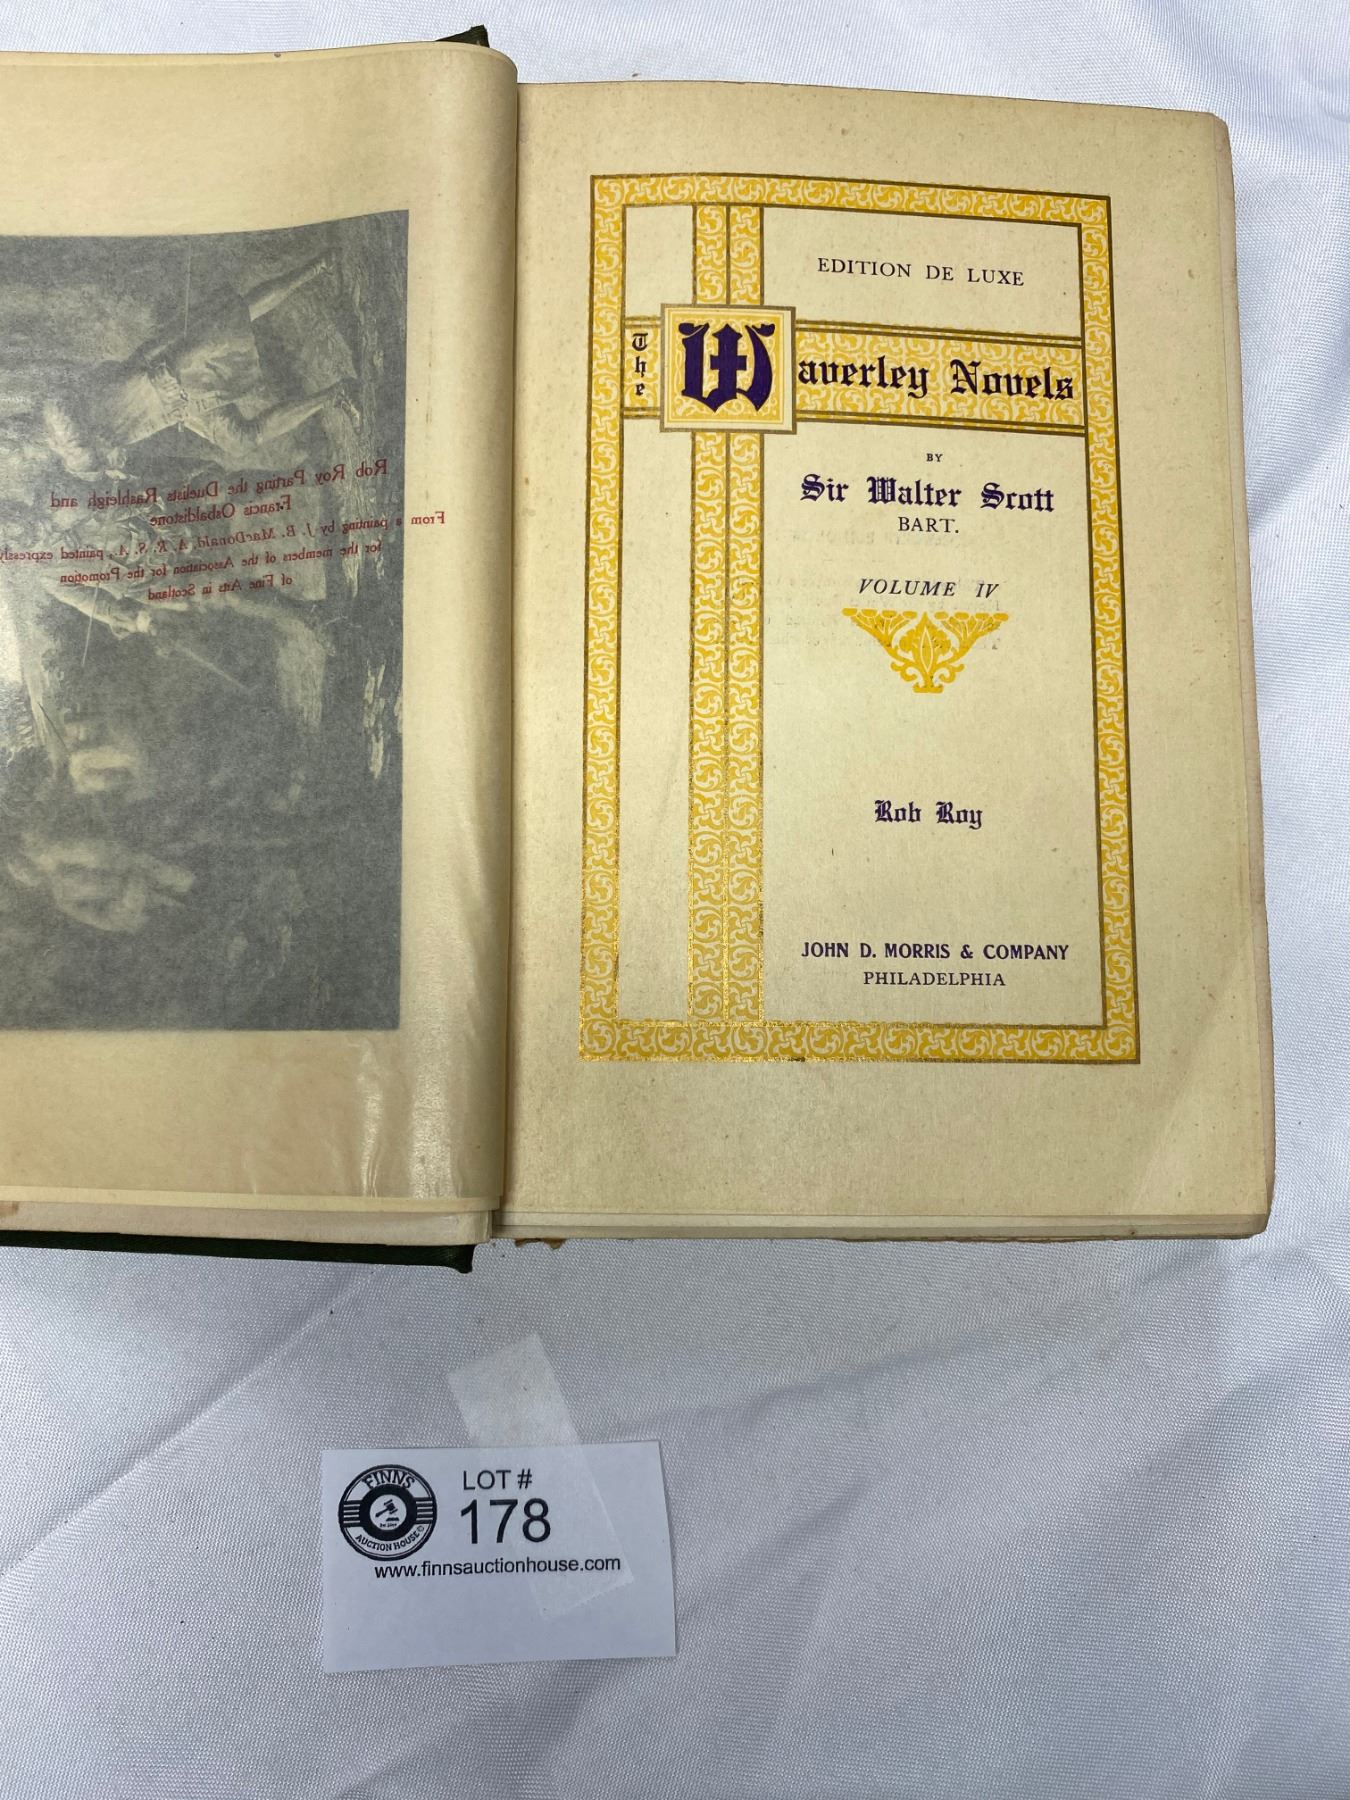 Rob Roy Parting the Duelists Rashleigh and
Francis Osbaldistone
From a painting by J. B. MacDonald, A. R. S. A., painted expressly
for the members of the Association for the Promotion
of Fine Arts in Scotland
EDITION DE LUXE
The Waverley Novels
BY
Sir Walter Scott
BART.
VOLUME IV
Rob Roy
JOHN D. MORRIS & COMPANY
PHILADELPHIA
FINNS
AUCTION HOUSE
LOT #
178
www.finnsauctionhouse.com